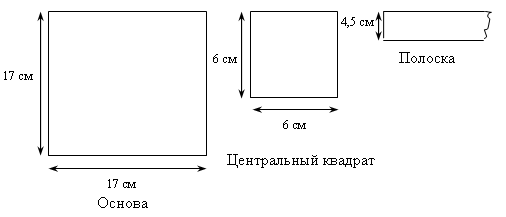 17 см
17 см
Основа
6 см
6 см
Центральный квадрат
4,5 см
Полоска